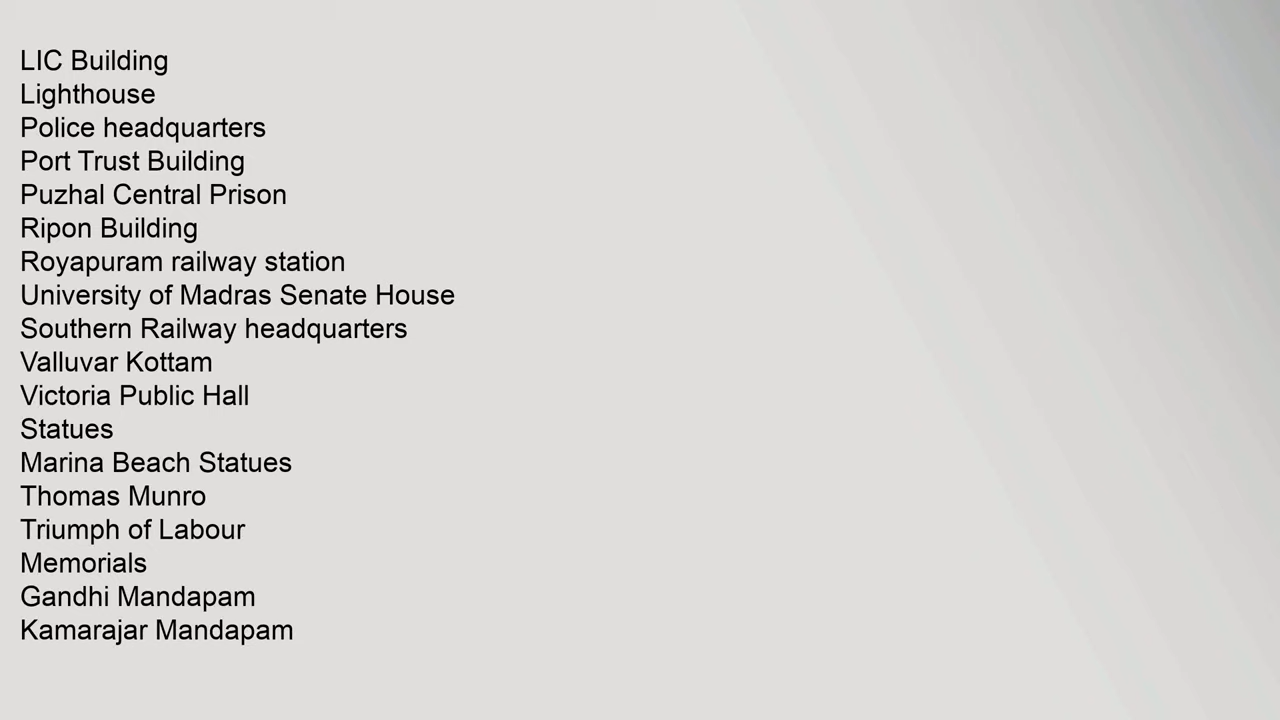 LIC Building
Lighthouse
Police headquarters
Port Trust Building
Puzhal Central Prison
Ripon Building
Royapuram railway station
University of Madras Senate House
Southern Railway headquarters
Valluvar Kottam
Victoria Public Hall
Statues
Marina Beach Statues
Thomas Munro
Triumph of Labour
Memorials
Gandhi Mandapam
Kamarajar Mandapam